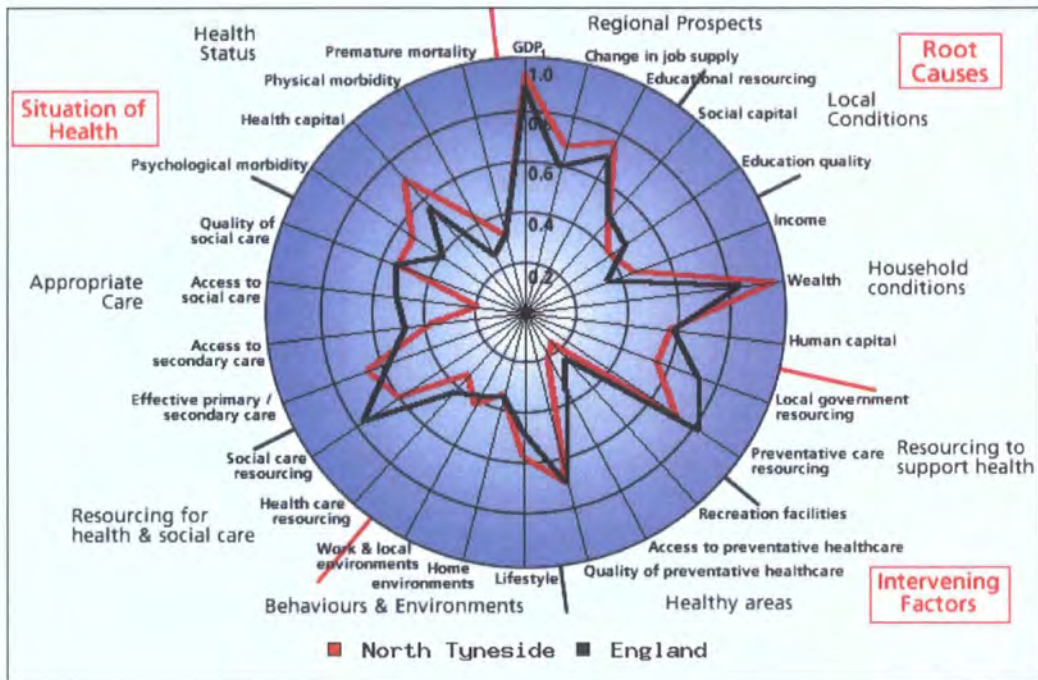 Regional Prospects
Root
Causes
Local
Conditions
Household
conditions
Resourcing to
support health
Intervening
Factors
Healthy areas
Behaviours & Environments
Resourcing for
health & social care
Appropriate
Care
Situation of
Health
Health
Status
GDP
Change in job supply
Educational resourcing
Social capital
Education quality
Income
Wealth
Human capital
Local government
resourcing
Preventative care
resourcing
Recreation facilities
Access to preventative healthcare
Quality of preventative healthcare
Lifestyle
Home
environments
Work & local
environments
Health care
resourcing
Social care
resourcing
Effective primary /
secondary care
Access to
secondary care
Access to
social care
Quality of
social care
Psychological morbidity
Health capital
Physical morbidity
Premature mortality
1.0
0.6
0.4
0.2
North Tyneside
England